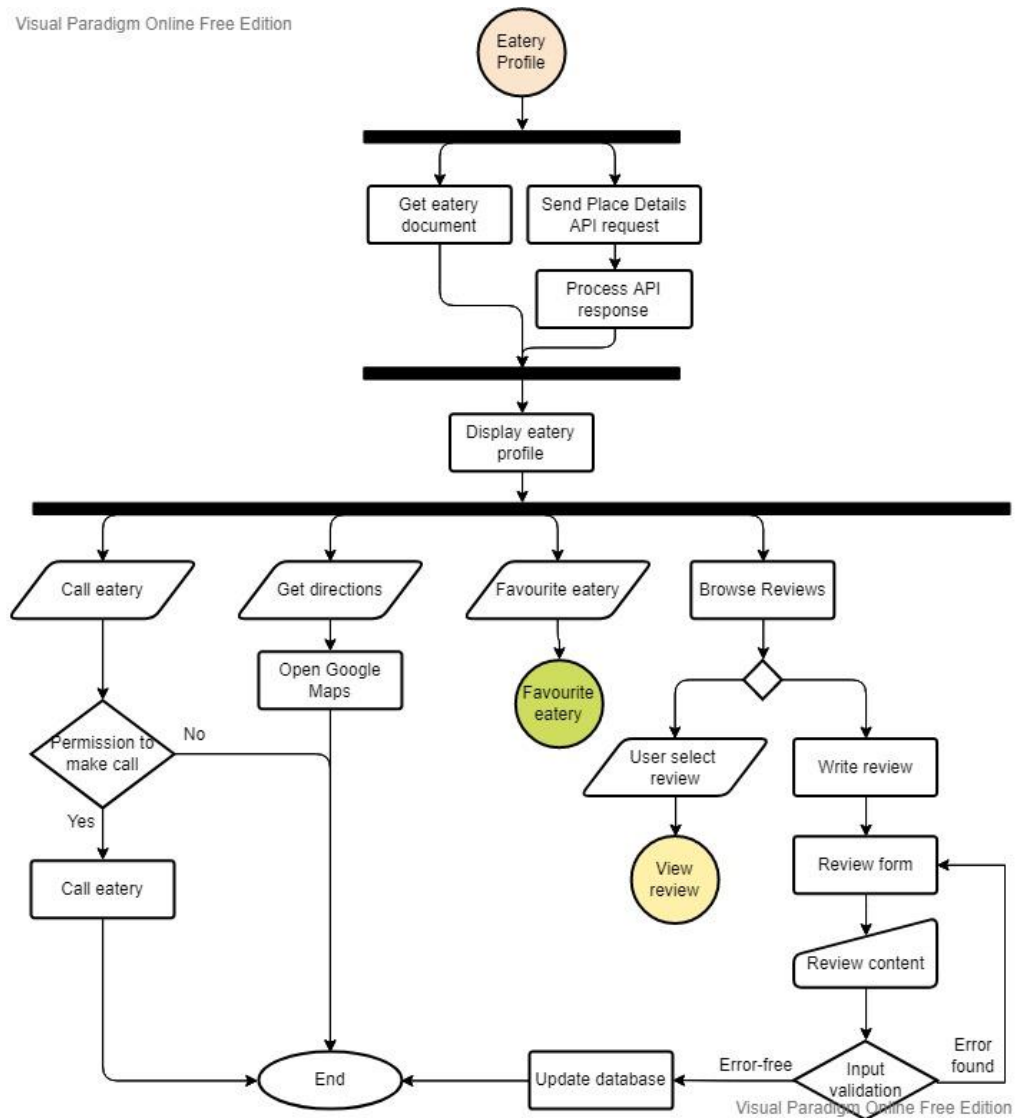 Visual Paradigm Online Free Edition
Eatery
Profile
Get eatery
document
Send Place Details
API request
Process API
response
Display eatery
profile
Call eatery
Get directions
Favourite eatery
Browse Reviews
Open Google
Maps
Favourite
eatery
Permission to
make call
No
Yes
User select
review
Write review
Call eatery
View
review
Review form
Review content
End
Update database
Error-free
Input
validation
Error
found
Visual Paradigm Online Free Edition